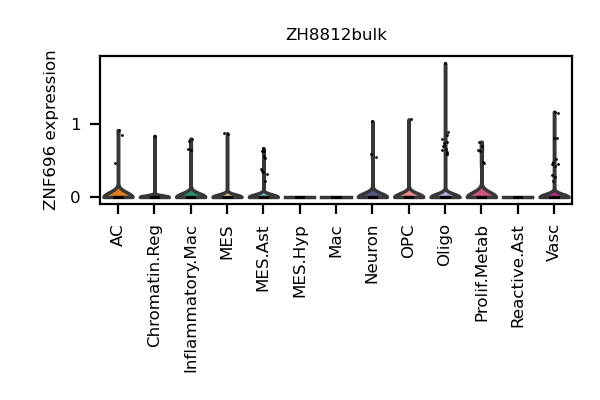 ZH8812bulk
ZNF696 expression
1
0
AC
Chromatin.Reg
Inflammatory.Mac
MES
MES.Ast
MES.Hyp
Mac
Neuron
OPC
Oligo
Prolif.Metab
Reactive.Ast
Vasc